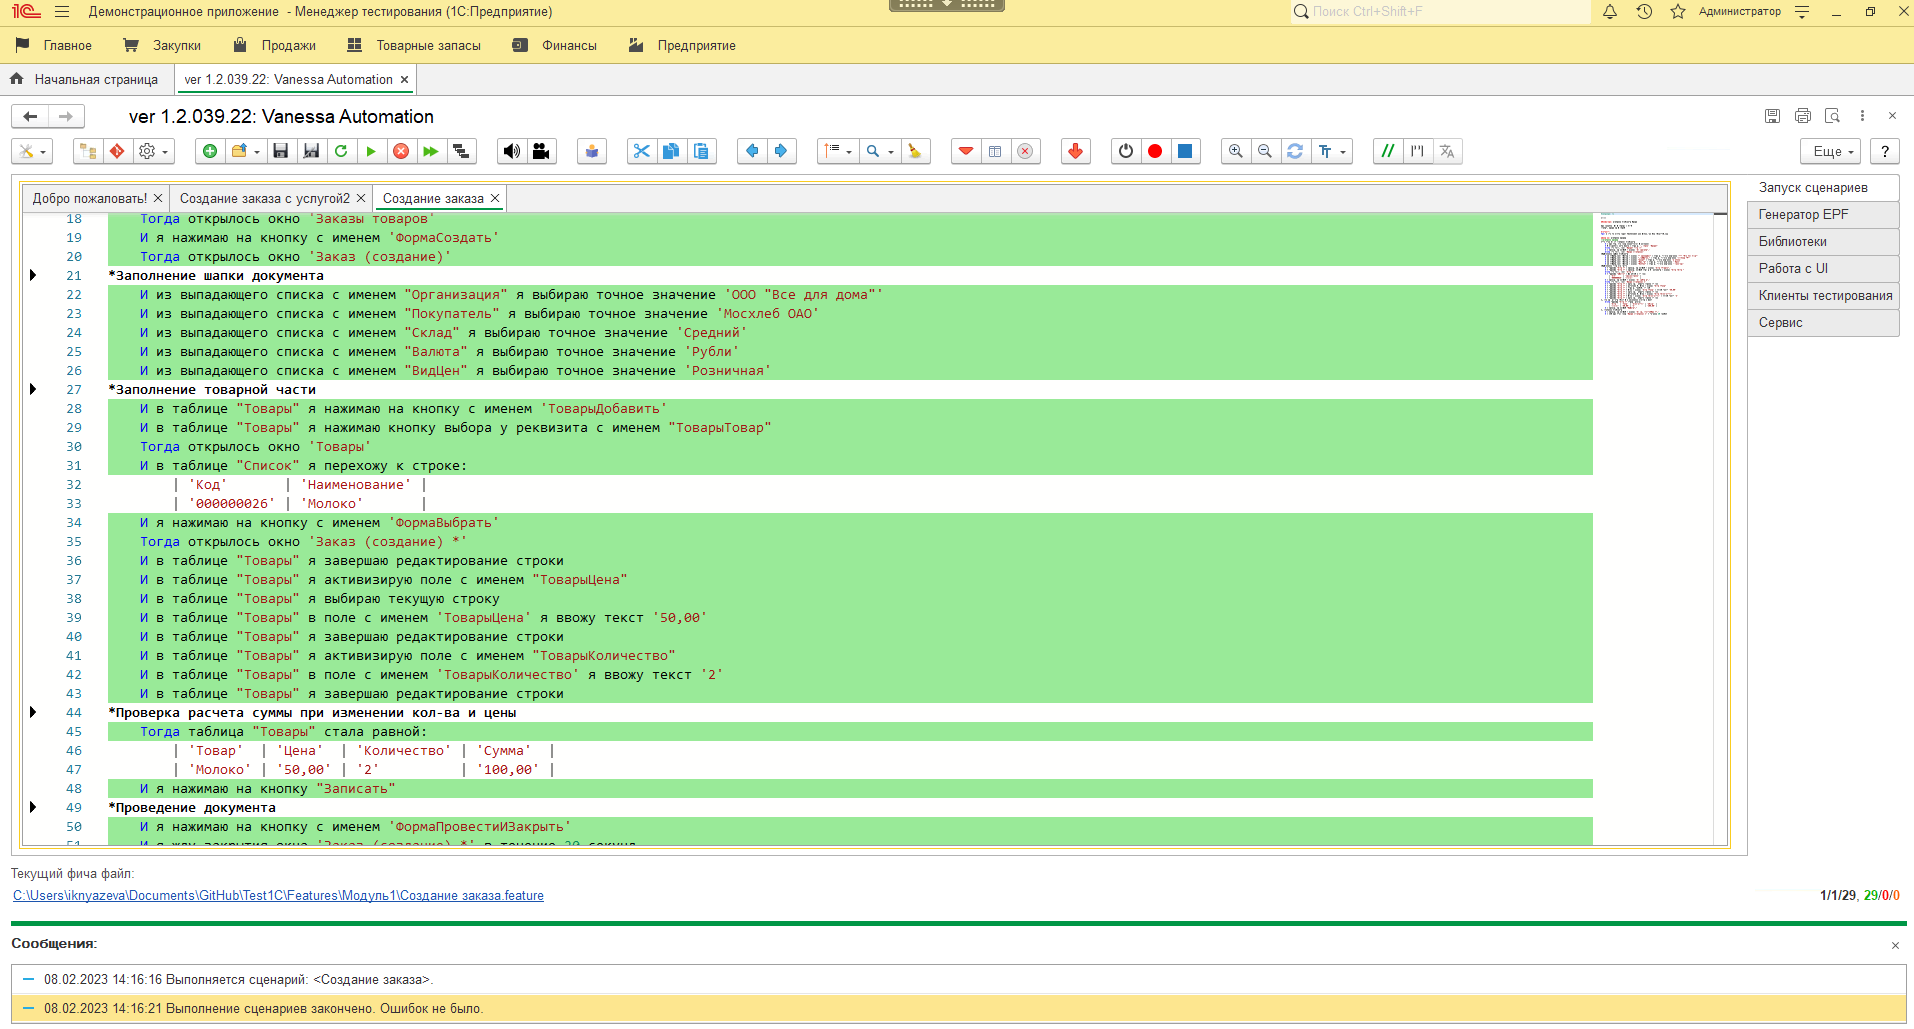 Демонстрационное приложение - Менеджер тестирования (1С:Предприятие)
Поиск Ctrl+Shift+F
Администратор
Главное Закупки Продажи Товарные запасы Финансы Предприятие
Начальная страница ver 1.2.039.22: Vanessa Automation
ver 1.2.039.22: Vanessa Automation
Еще ?
Добро пожаловать! Создание заказа с услугой2 Создание заказа
Запуск сценариев
Генератор EPF
Библиотеки
Работа с UI
Клиенты тестирования
Сервис
18 Тогда открылось окно 'Заказы товаров'
19 И я нажимаю на кнопку с именем 'ФормаСоздать'
20 Тогда открылось окно 'Заказ (создание)'
21 *Заполнение шапки документа
22 И из выпадающего списка с именем "Организация" я выбираю точное значение 'ООО "Все для дома"'
23 И из выпадающего списка с именем "Покупатель" я выбираю точное значение 'Мосхлеб ОАО'
24 И из выпадающего списка с именем "Склад" я выбираю точное значение 'Средний'
25 И из выпадающего списка с именем "Валюта" я выбираю точное значение 'Рубли'
26 И из выпадающего списка с именем "ВидЦен" я выбираю точное значение 'Розничная'
27 *Заполнение товарной части
28 И в таблице "Товары" я нажимаю на кнопку с именем 'ТоварыДобавить'
29 И в таблице "Товары" я нажимаю кнопку выбора у реквизита с именем "ТоварыТовар"
30 Тогда открылось окно 'Товары'
31 И в таблице "Список" я перехожу к строке:
32 | 'Код' | 'Наименование' |
33 | '000000026' | 'Молоко' |
34 И я нажимаю на кнопку с именем 'ФормаВыбрать'
35 Тогда открылось окно 'Заказ (создание) *'
36 И в таблице "Товары" я завершаю редактирование строки
37 И в таблице "Товары" я активизирую поле с именем "ТоварыЦена"
38 И в таблице "Товары" я выбираю текущую строку
39 И в таблице "Товары" в поле с именем 'ТоварыЦена' я ввожу текст '50,00'
40 И в таблице "Товары" я завершаю редактирование строки
41 И в таблице "Товары" я активизирую поле с именем "ТоварыКоличество"
42 И в таблице "Товары" в поле с именем 'ТоварыКоличество' я ввожу текст '2'
43 И в таблице "Товары" я завершаю редактирование строки
44 *Проверка расчета суммы при изменении кол-ва и цены
45 Тогда таблица "Товары" стала равной:
46 | 'Товар' | 'Цена' | 'Количество' | 'Сумма' |
47 | 'Молоко' | '50,00' | '2' | '100,00' |
48 И я нажимаю на кнопку "Записать"
49 *Проведение документа
50 И я нажимаю на кнопку с именем 'ФормаПровестиИЗакрыть'
51 И я жду закрытия окна 'Заказ (создание) *' в течение 20 секунд
Текущий фича файл:
C:\Users\iknyazeva\Documents\GitHub\Test1C\Features\Модуль1\Создание заказа.feature
1/1/29, 29/0/0
Сообщения:
08.02.2023 14:16:16 Выполняется сценарий: <Создание заказа>.
08.02.2023 14:16:21 Выполнение сценариев закончено. Ошибок не было.